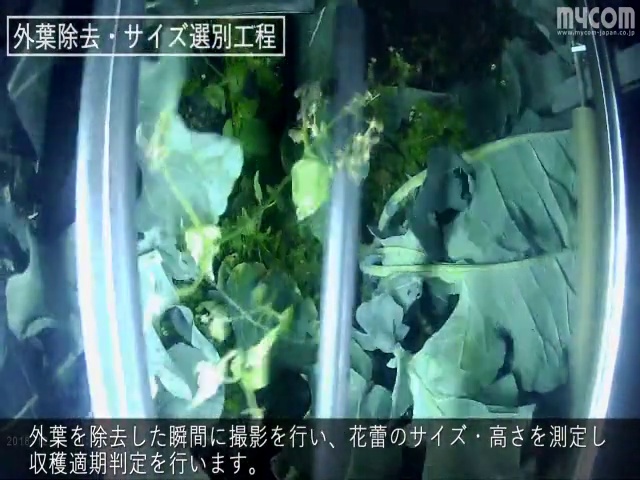 外葉除去・サイズ選別工程
mycom
www.mycom-japan.co.jp
外葉を除去した瞬間に撮影を行い、花蕾のサイズ・高さを測定し
収穫適期判定を行います。